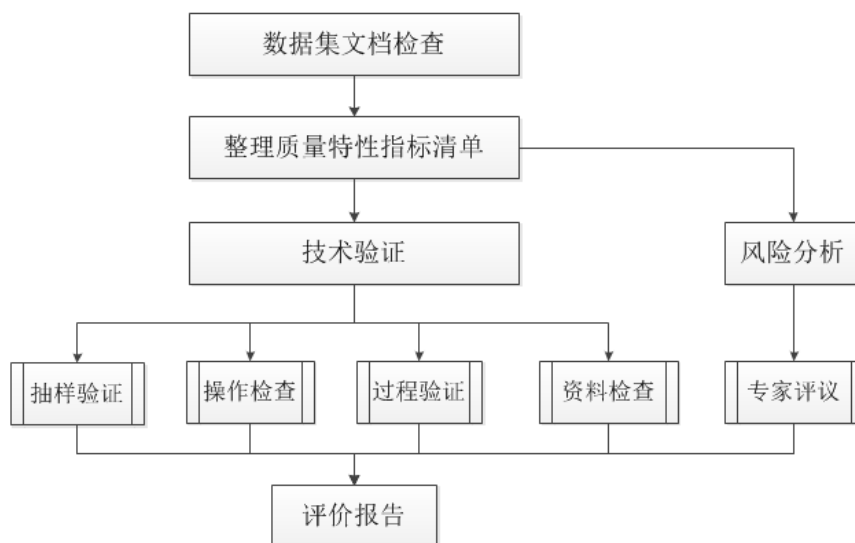 数据集文档检查
整理质量特性指标清单
技术验证
风险分析
抽样验证
操作检查
过程验证
资料检查
专家评议
评价报告